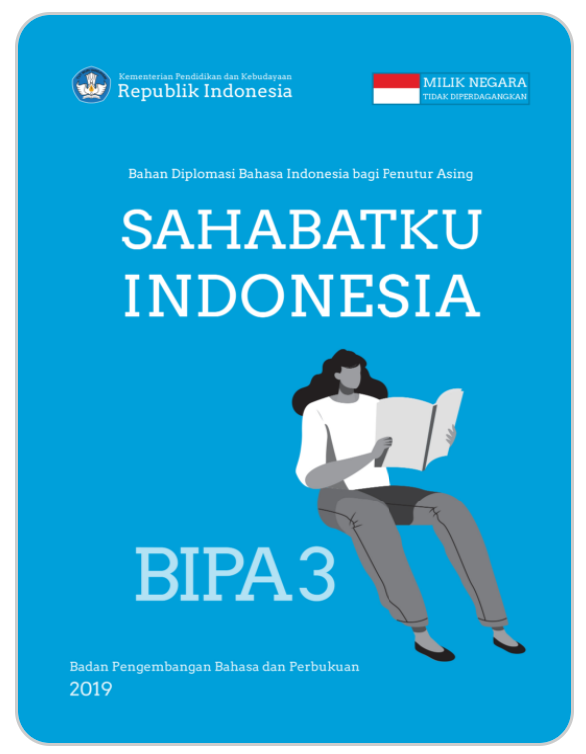 Kementerian Pendidikan dan Kebudayaan
Republik Indonesia
MILIK NEGARA
TIDAK DIPERDAGANGKAN
Bahan Diplomasi Bahasa Indonesia bagi Penutur Asing
SAHABATKU
INDONESIA
BIPA 3
Badan Pengembangan Bahasa dan Perbukuan
2019